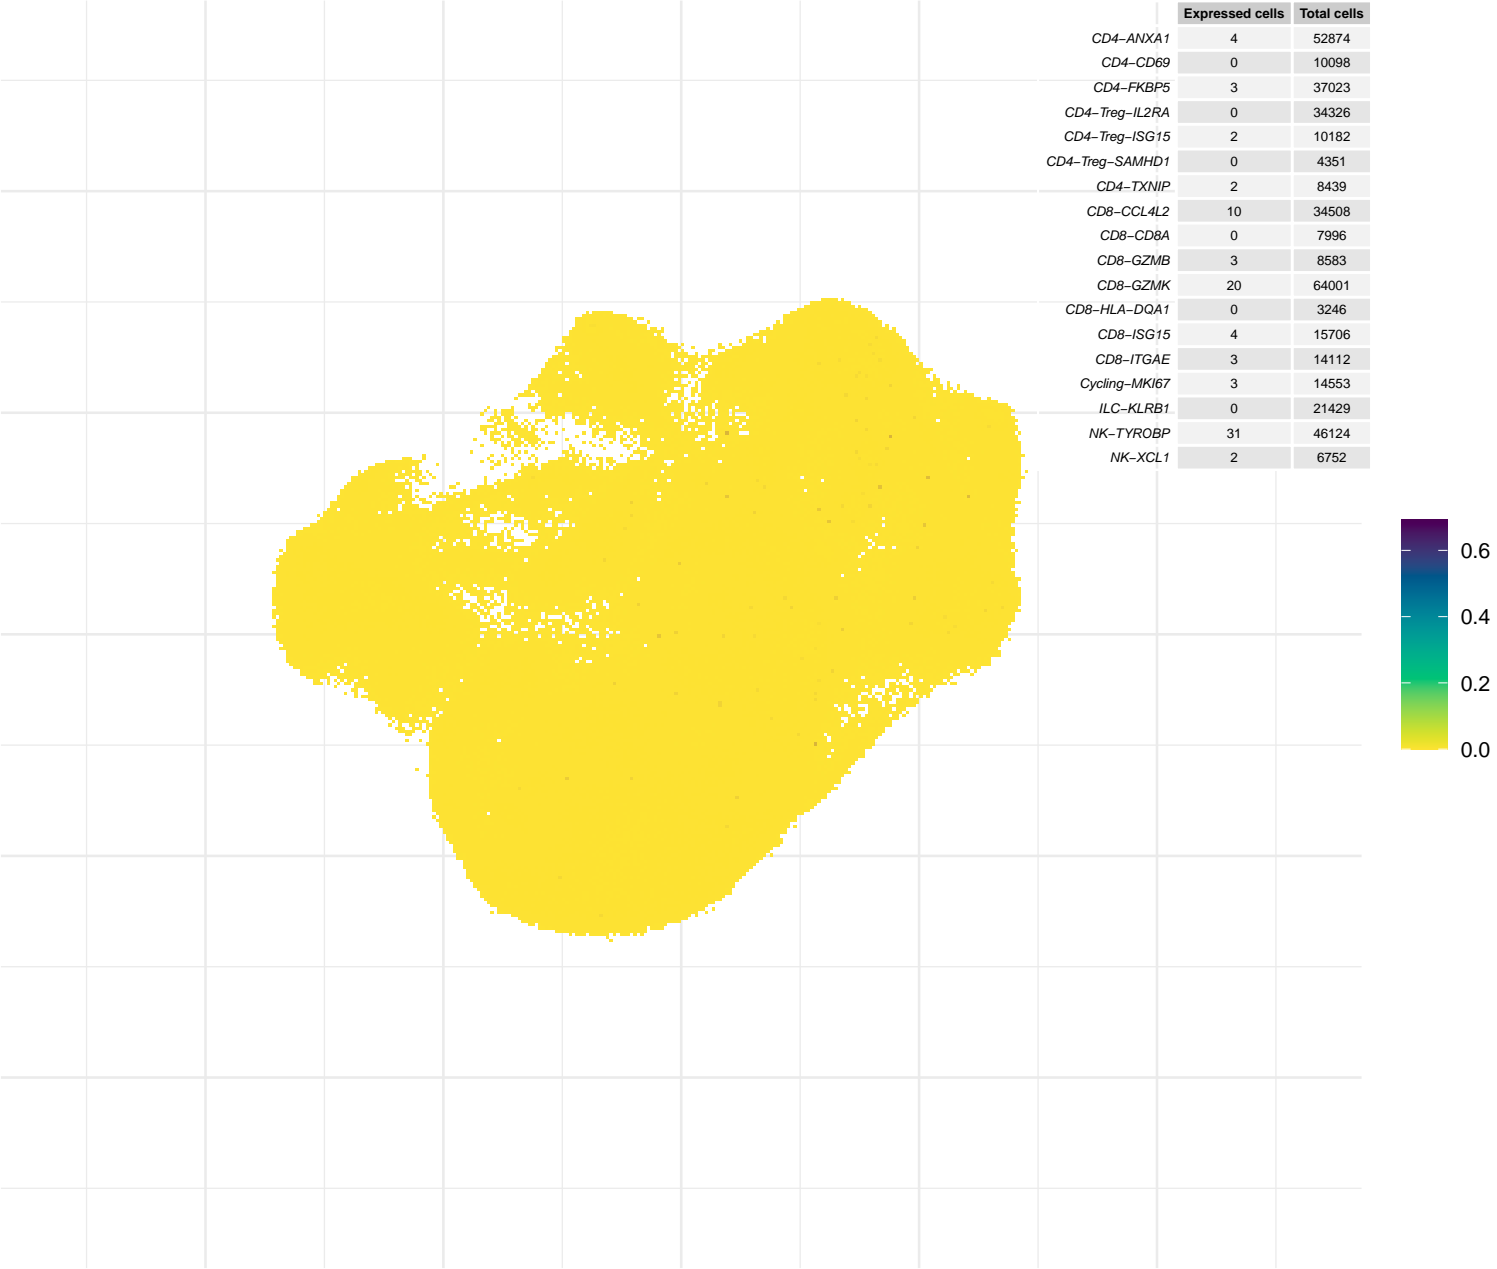 Expressed cells Total cells
CD4−ANXA1 4 52874
CD4−CD69 0 10098
CD4−FKBP5 3 37023
CD4−Treg−IL2RA 0 34326
CD4−Treg−ISG15 2 10182
CD4−Treg−SAMHD1 0 4351
CD4−TXNIP 2 8439
CD8−CCL4L2 10 34508
CD8−CD8A 0 7996
CD8−GZMB 3 8583
CD8−GZMK 20 64001
CD8−HLA−DQA1 0 3246
CD8−ISG15 4 15706
CD8−ITGAE 3 14112
Cycling−MKI67 3 14553
ILC−KLRB1 0 21429
NK−TYROBP 31 46124
NK−XCL1 2 6752
0.6
0.4
0.2
0.0